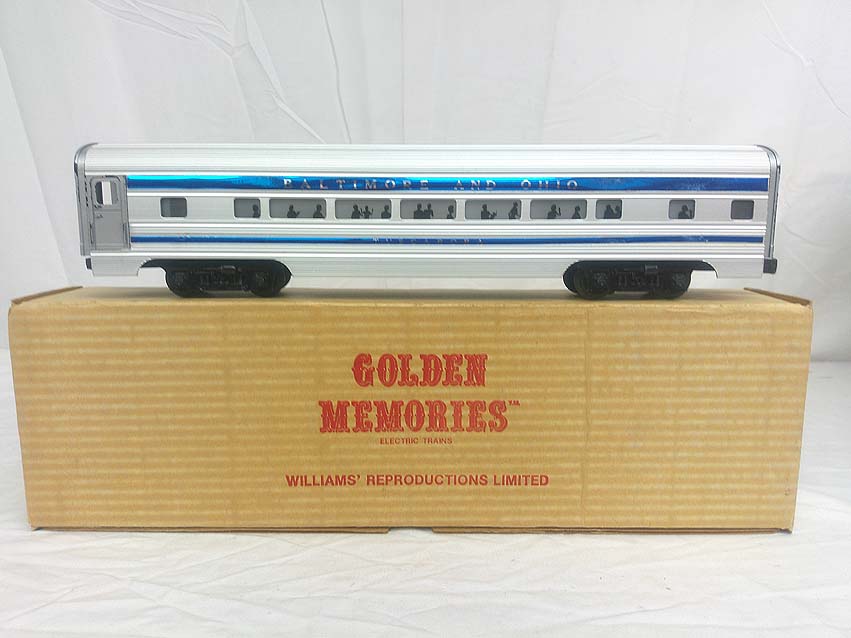 BALTIMORE AND OHIO
GOLDEN
MEMORIES™
ELECTRIC TRAINS
WILLIAMS' REPRODUCTIONS LIMITED